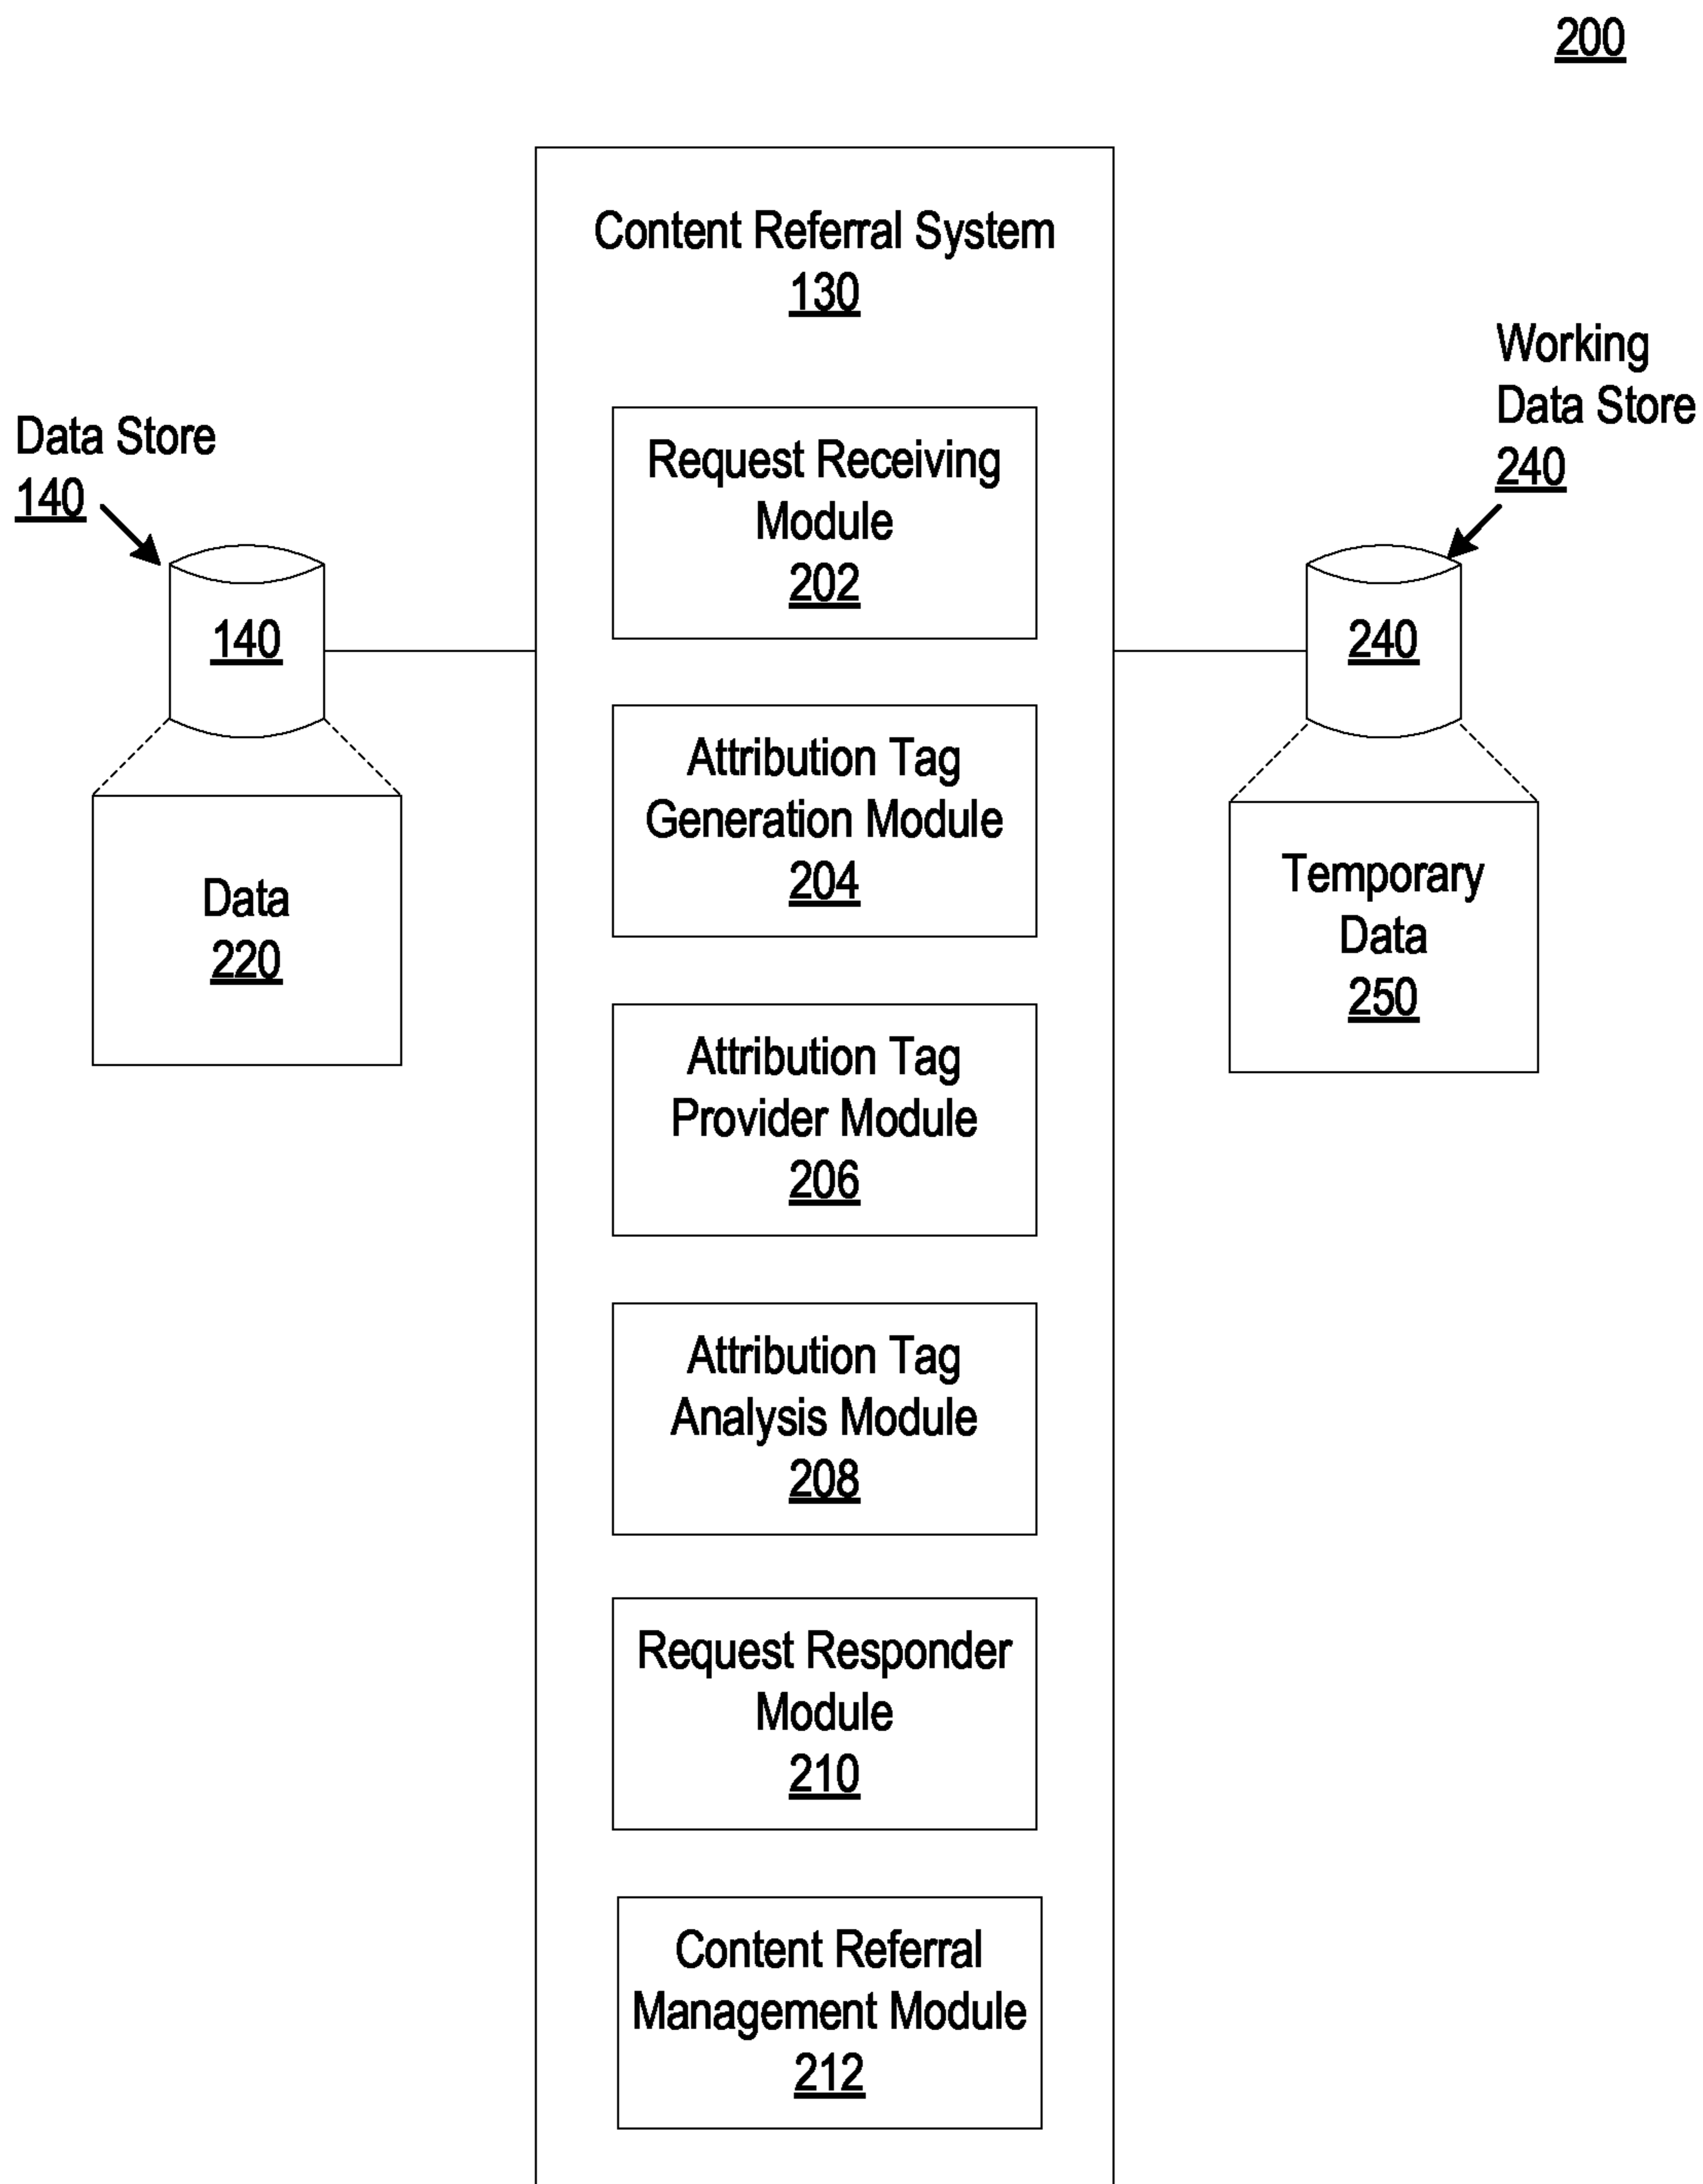 200
Content Referral System
130
Data Store
140
140
Data
220
Request Receiving
Module
202
Attribution Tag
Generation Module
204
Attribution Tag
Provider Module
206
Attribution Tag
Analysis Module
208
Request Responder
Module
210
Content Referral
Management Module
212
Working
Data Store
240
240
Temporary
Data
250